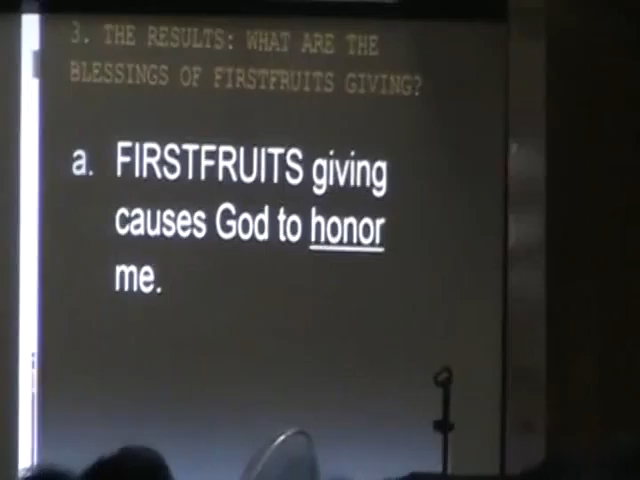 3. THE RESULTS: WHAT ARE THE
BLESSINGS OF FIRSTFRUITS GIVING?
a. FIRSTFRUITS giving
causes God to honor
me.